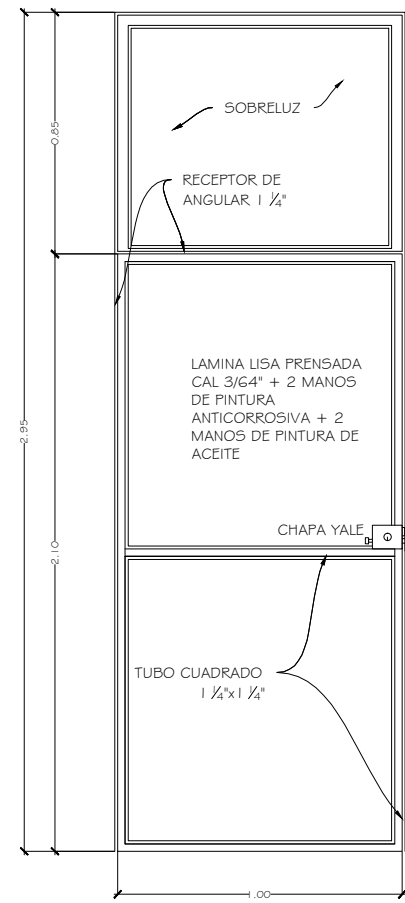 SOBRELUZ
0.85
RECEPTOR DE
ANGULAR 1 1/4"
LAMINA LISA PRENSADA
CAL 3/64" + 2 MANOS
DE PINTURA
ANTICORROSIVA + 2
MANOS DE PINTURA DE
ACEITE
2.95
CHAPA YALE
2.10
TUBO CUADRADO
1 1/4"x1 1/4"
1.00